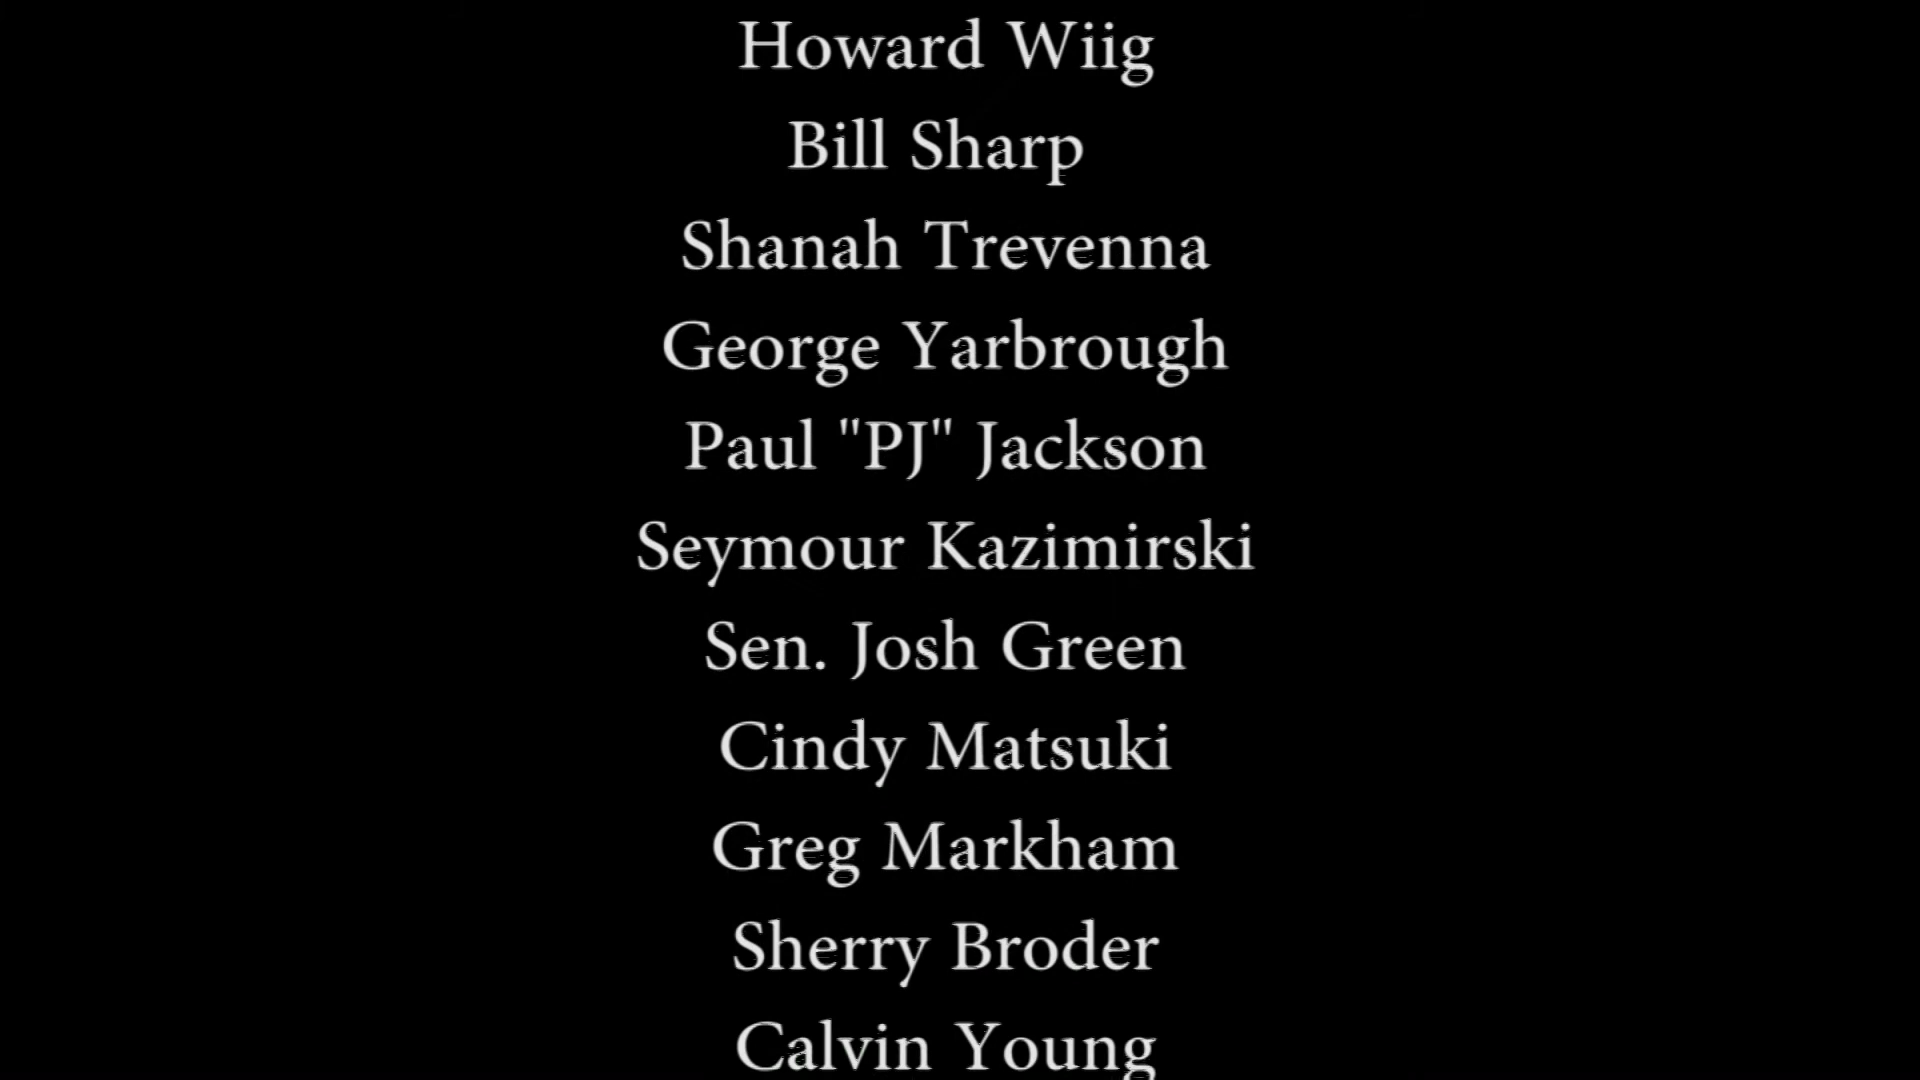 Howard Wiig
Bill Sharp
Shanah Trevenna
George Yarbrough
Paul "PJ" Jackson
Seymour Kazimirski
Sen. Josh Green
Cindy Matsuki
Greg Markham
Sherry Broder
Calvin Young